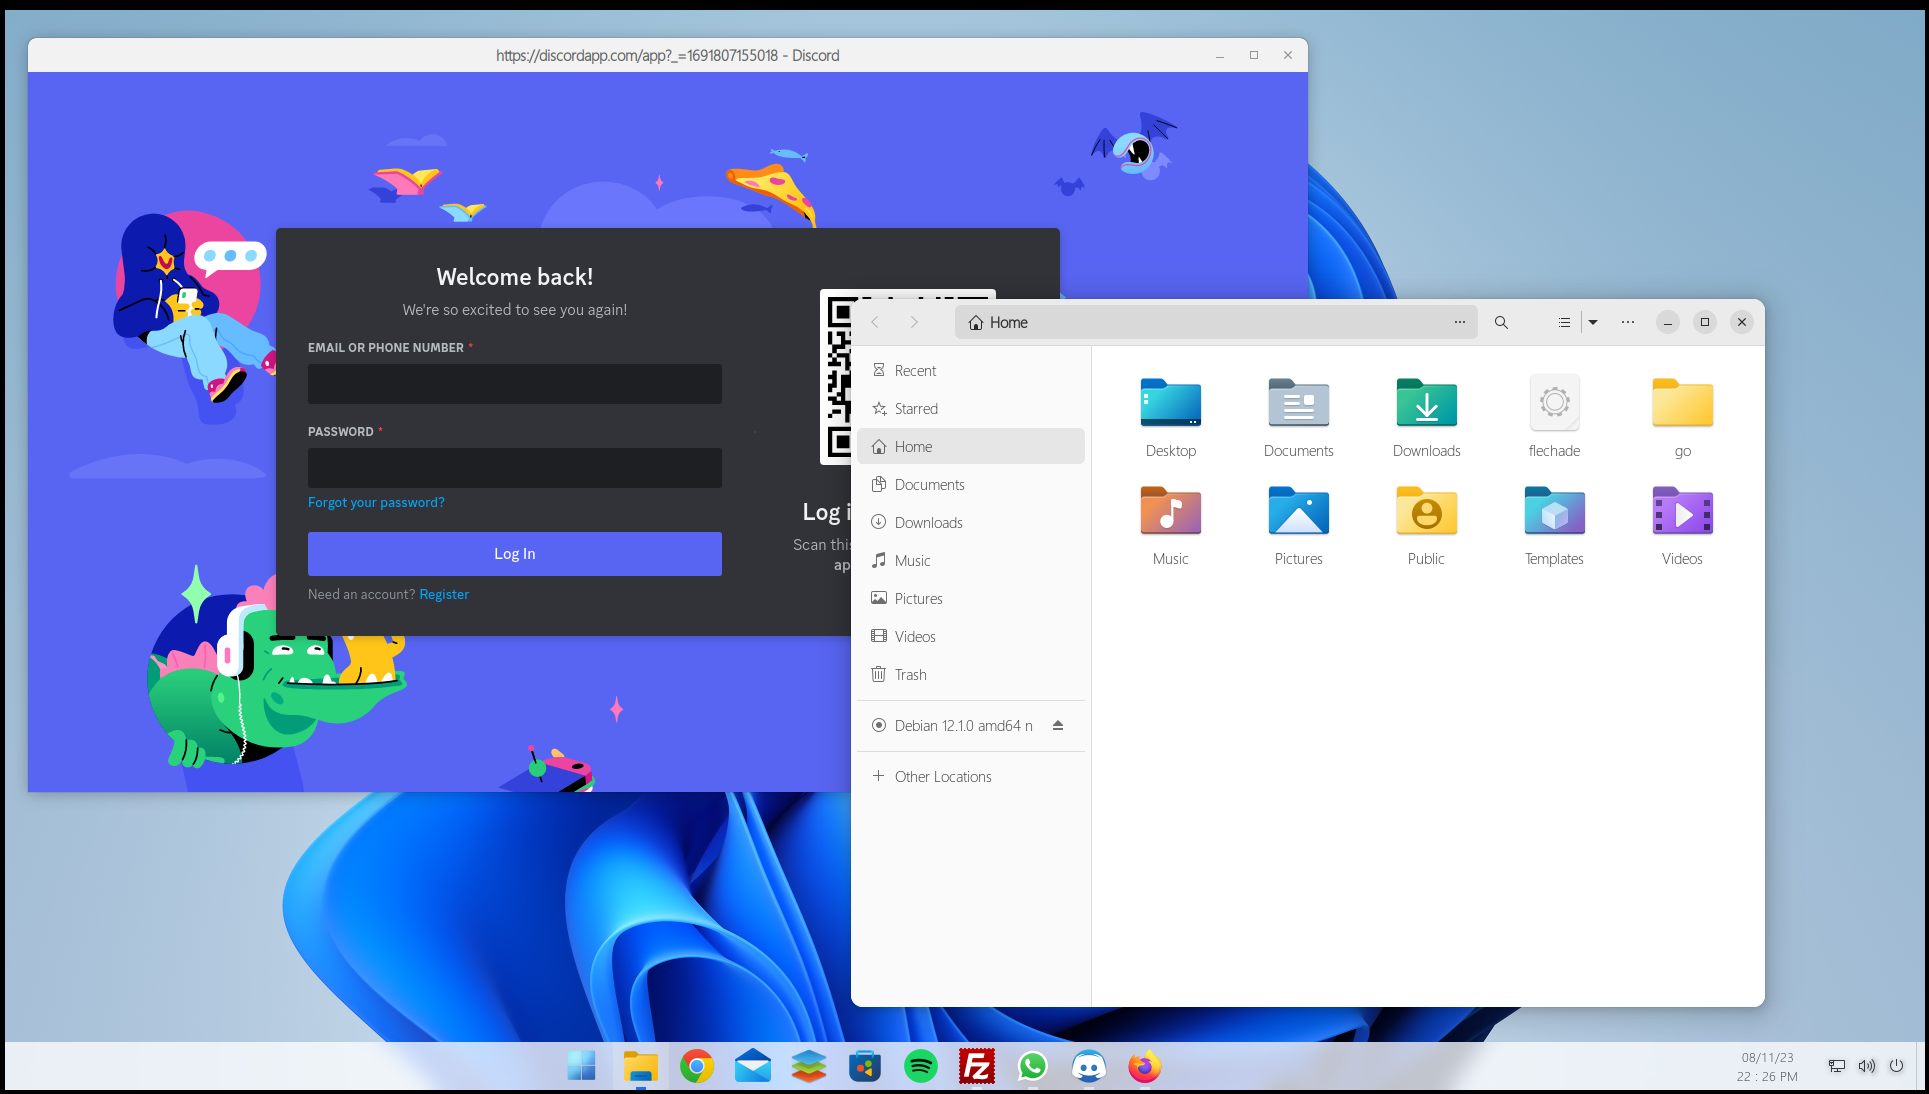 https://discordapp.com/app?_=1691807155018 - Discord
Welcome back!
We're so excited to see you again!
EMAIL OR PHONE NUMBER *
PASSWORD *
Forgot your password?
Log In
Need an account? Register
Log i
Scan this
ap
Home
Recent
Starred
Home
Documents
Downloads
Music
Pictures
Videos
Trash
Debian 12.1.0 amd64 n
Other Locations
Desktop
Documents
Downloads
flechade
go
Music
Pictures
Public
Templates
Videos
Fz
08/11/23
22 : 26 PM